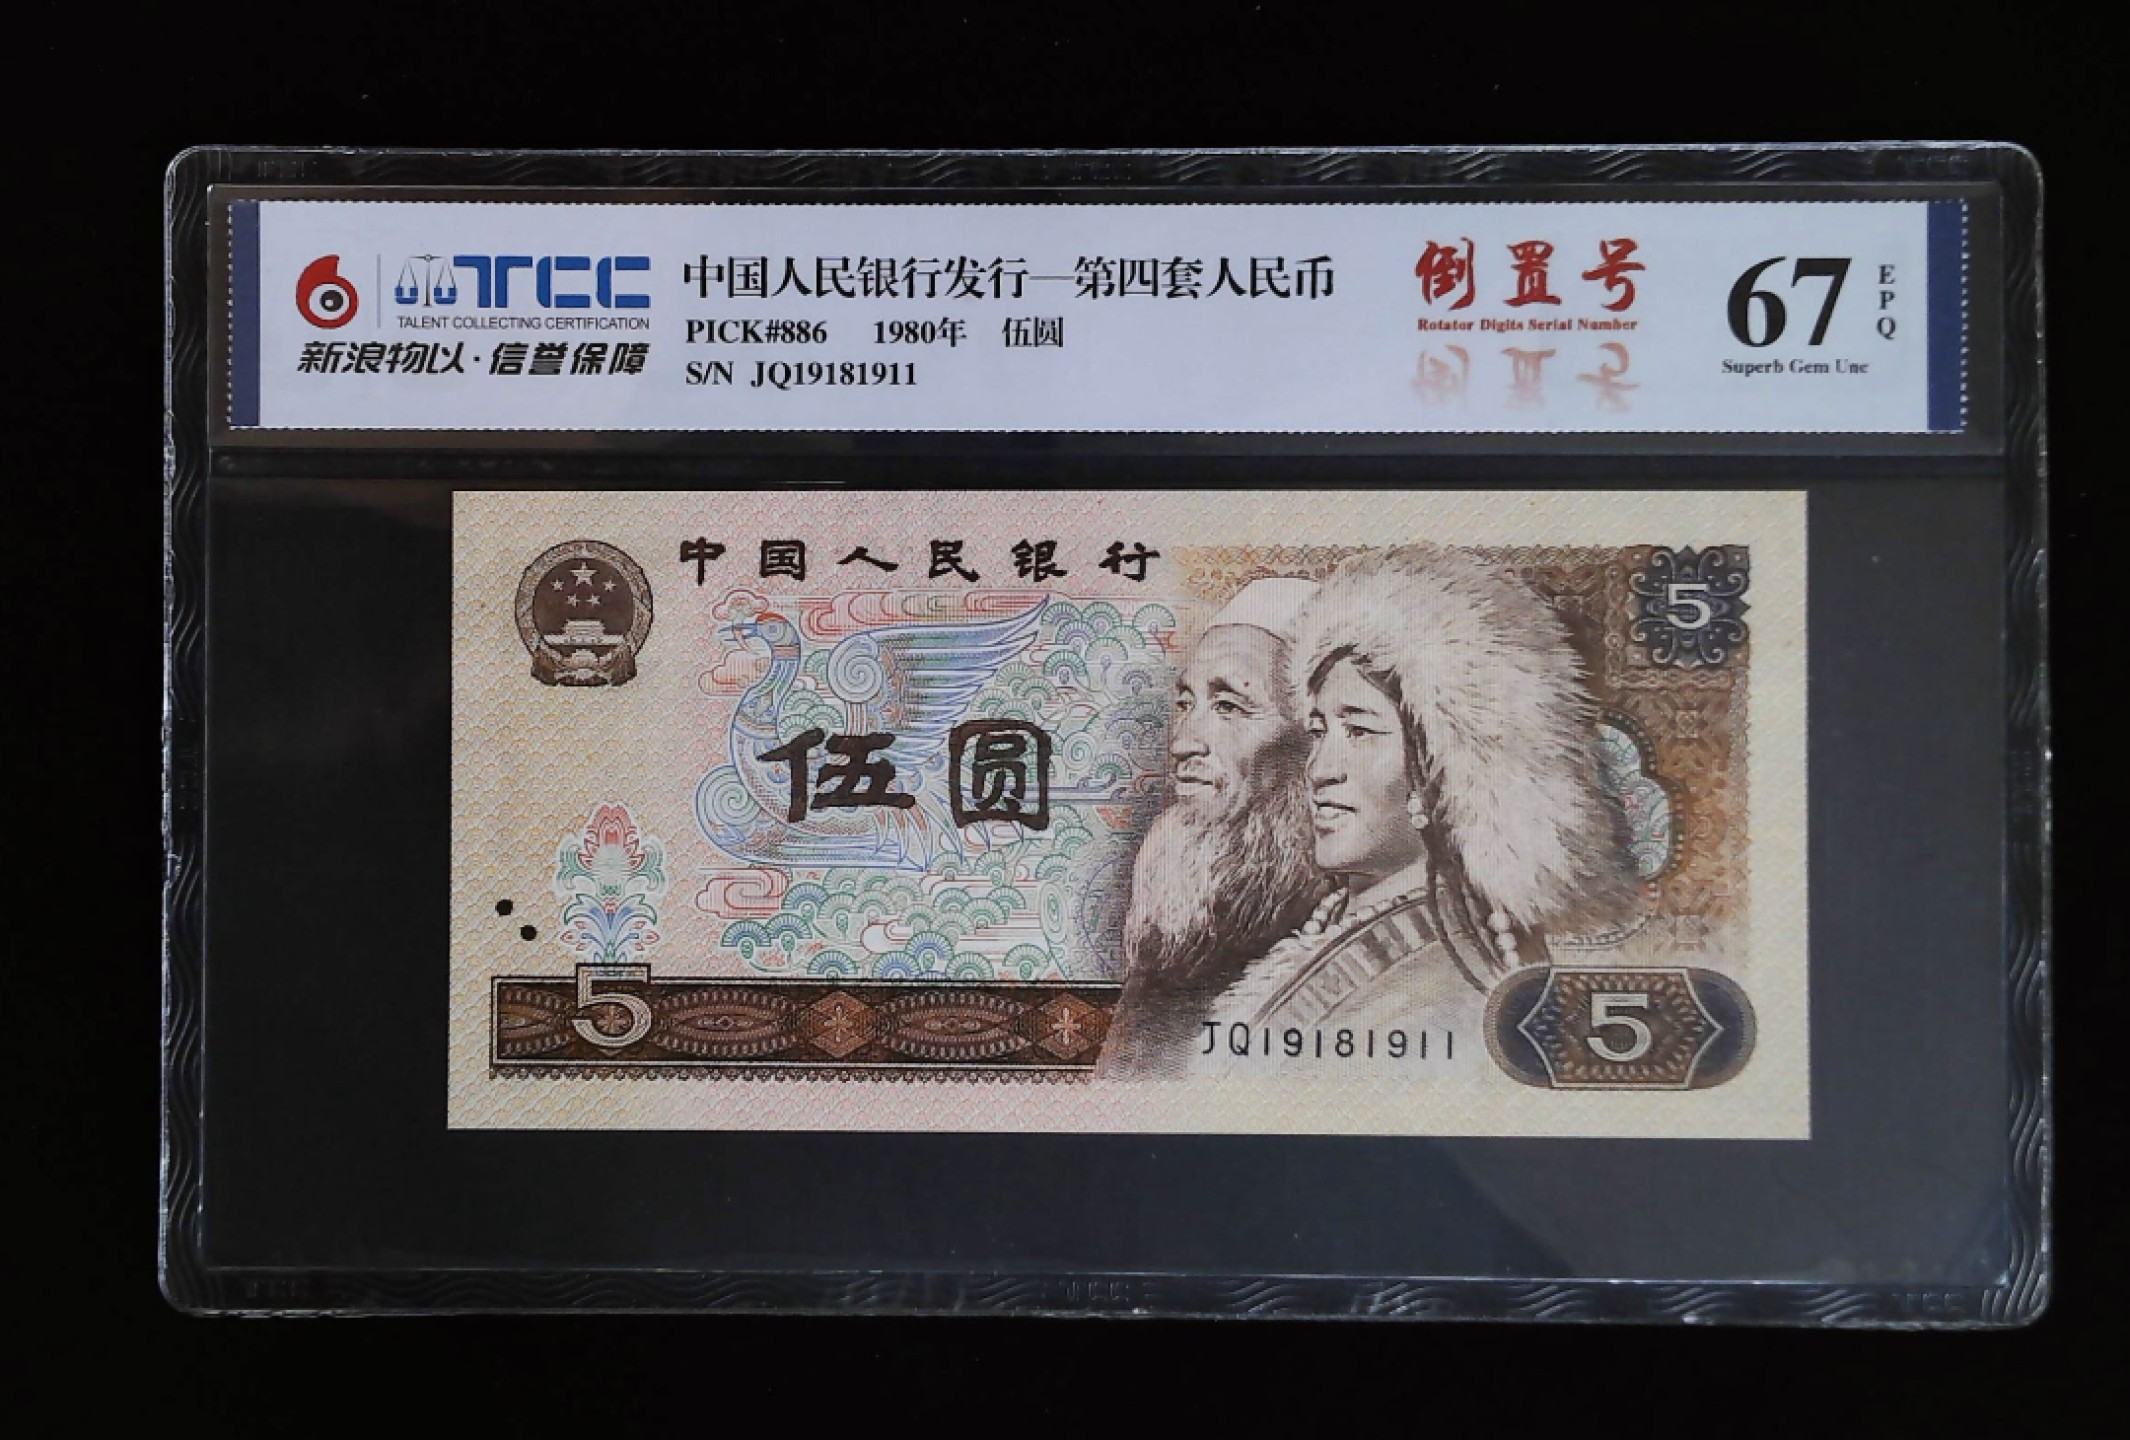 TCC
TALENT COLLECTING CERTIFICATION
新浪物以·信誉保障
中国人民银行发行—第四套人民币
PICK#886 1980年 伍圆
S/N JQ19181911
倒置号
Rotator Digits Serial Number
倒置号
67
EPQ
Superb Gem Unc
中国人民银行
5
伍圆
5
JQ19181911
5